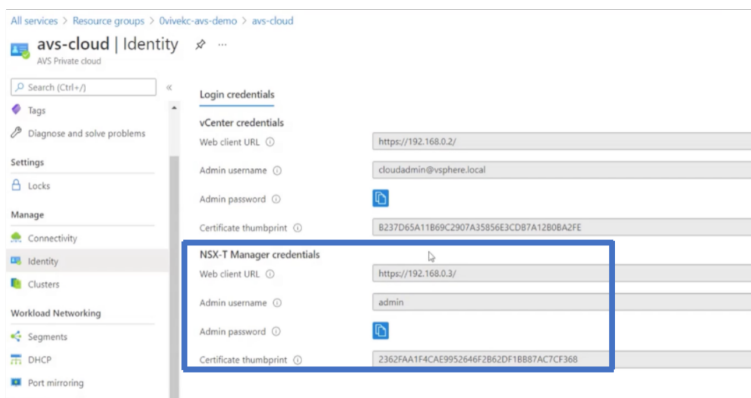 All services > Resource groups > 0vivekc-avs-demo > avs-cloud
avs-cloud | Identity ...
AVS Private cloud
Search (Ctrl+/) «
Tags
Diagnose and solve problems
Settings
Locks
Manage
Connectivity
Identity
Clusters
Workload Networking
Segments
DHCP
Port mirroring
Login credentials
vCenter credentials
Web client URL https://192.168.0.2/
Admin username cloudadmin@vsphere.local
Admin password
Certificate thumbprint B237D65A11B69C2907A35856E3CDB7A12B0BA2FE
NSX-T Manager credentials
Web client URL https://192.168.0.3/
Admin username admin
Admin password
Certificate thumbprint 2362FAA1F4CAE9952646F2B62DF1BB87AC7CF368